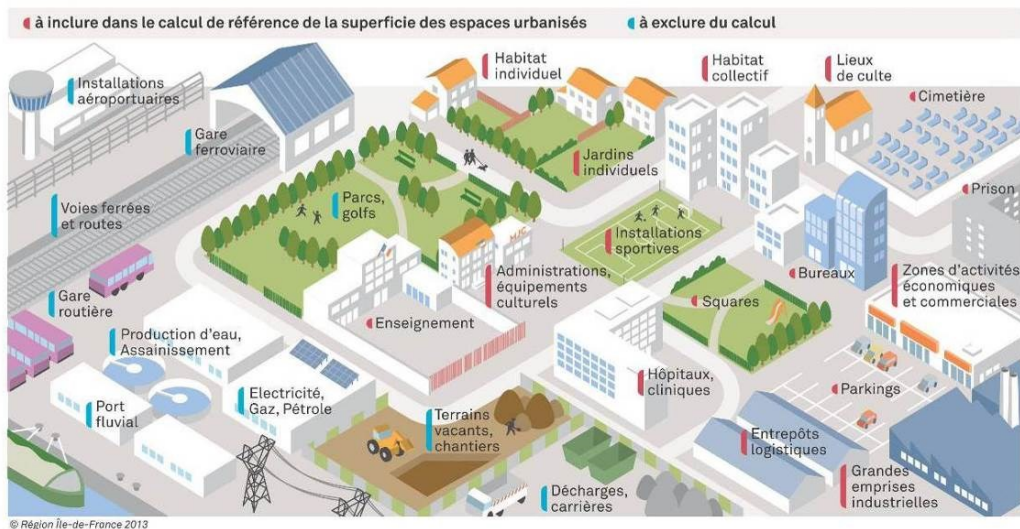 à inclure dans le calcul de référence de la superficie des espaces urbanisés
à exclure du calcul
Installations
aéroportuaires
Habitat
individuel
Habitat
collectif
Lieux
de culte
Cimetière
Gare
ferroviaire
Jardins
individuels
Prison
Parcs,
golfs
Voies ferrées
et routes
Installations
sportives
MJC
Administrations,
équipements
culturels
Bureaux
Zones d'activités
économiques
et commerciales
Gare
routière
Squares
Enseignement
Production d'eau,
Assainissement
Hôpitaux,
cliniques
Parkings
Electricité,
Gaz, Pétrole
Port
fluvial
Terrains
vacants,
chantiers
Entrepôts
logistiques
Grandes
emprises
industrielles
Décharges,
carrières
© Région Île-de-France 2013